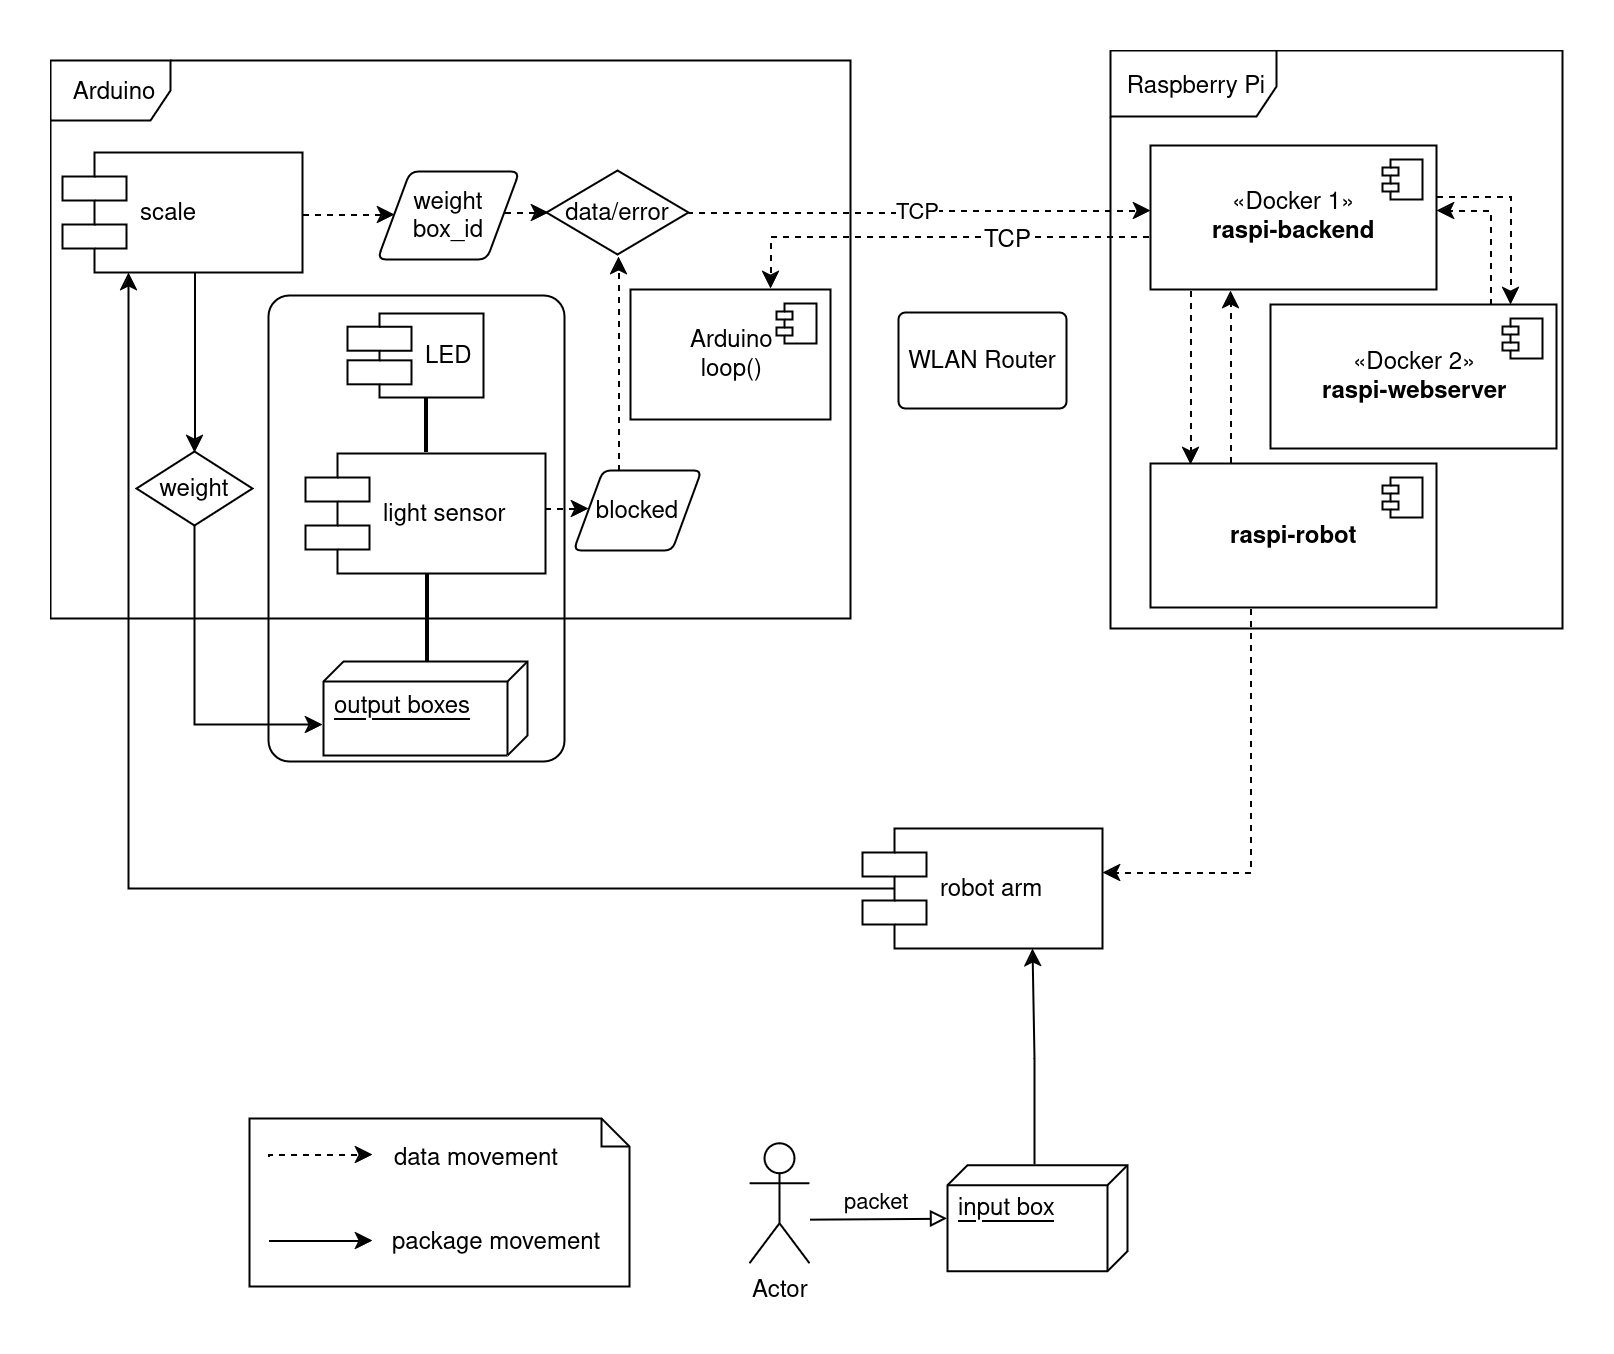 Arduino
Raspberry Pi
scale
weight
box_id
data/error
TCP
TCP
«Docker 1»
raspi-backend
LED
Arduino
loop()
WLAN Router
«Docker 2»
raspi-webserver
weight
light sensor
blocked
raspi-robot
output boxes
robot arm
data movement
package movement
packet
input box
Actor